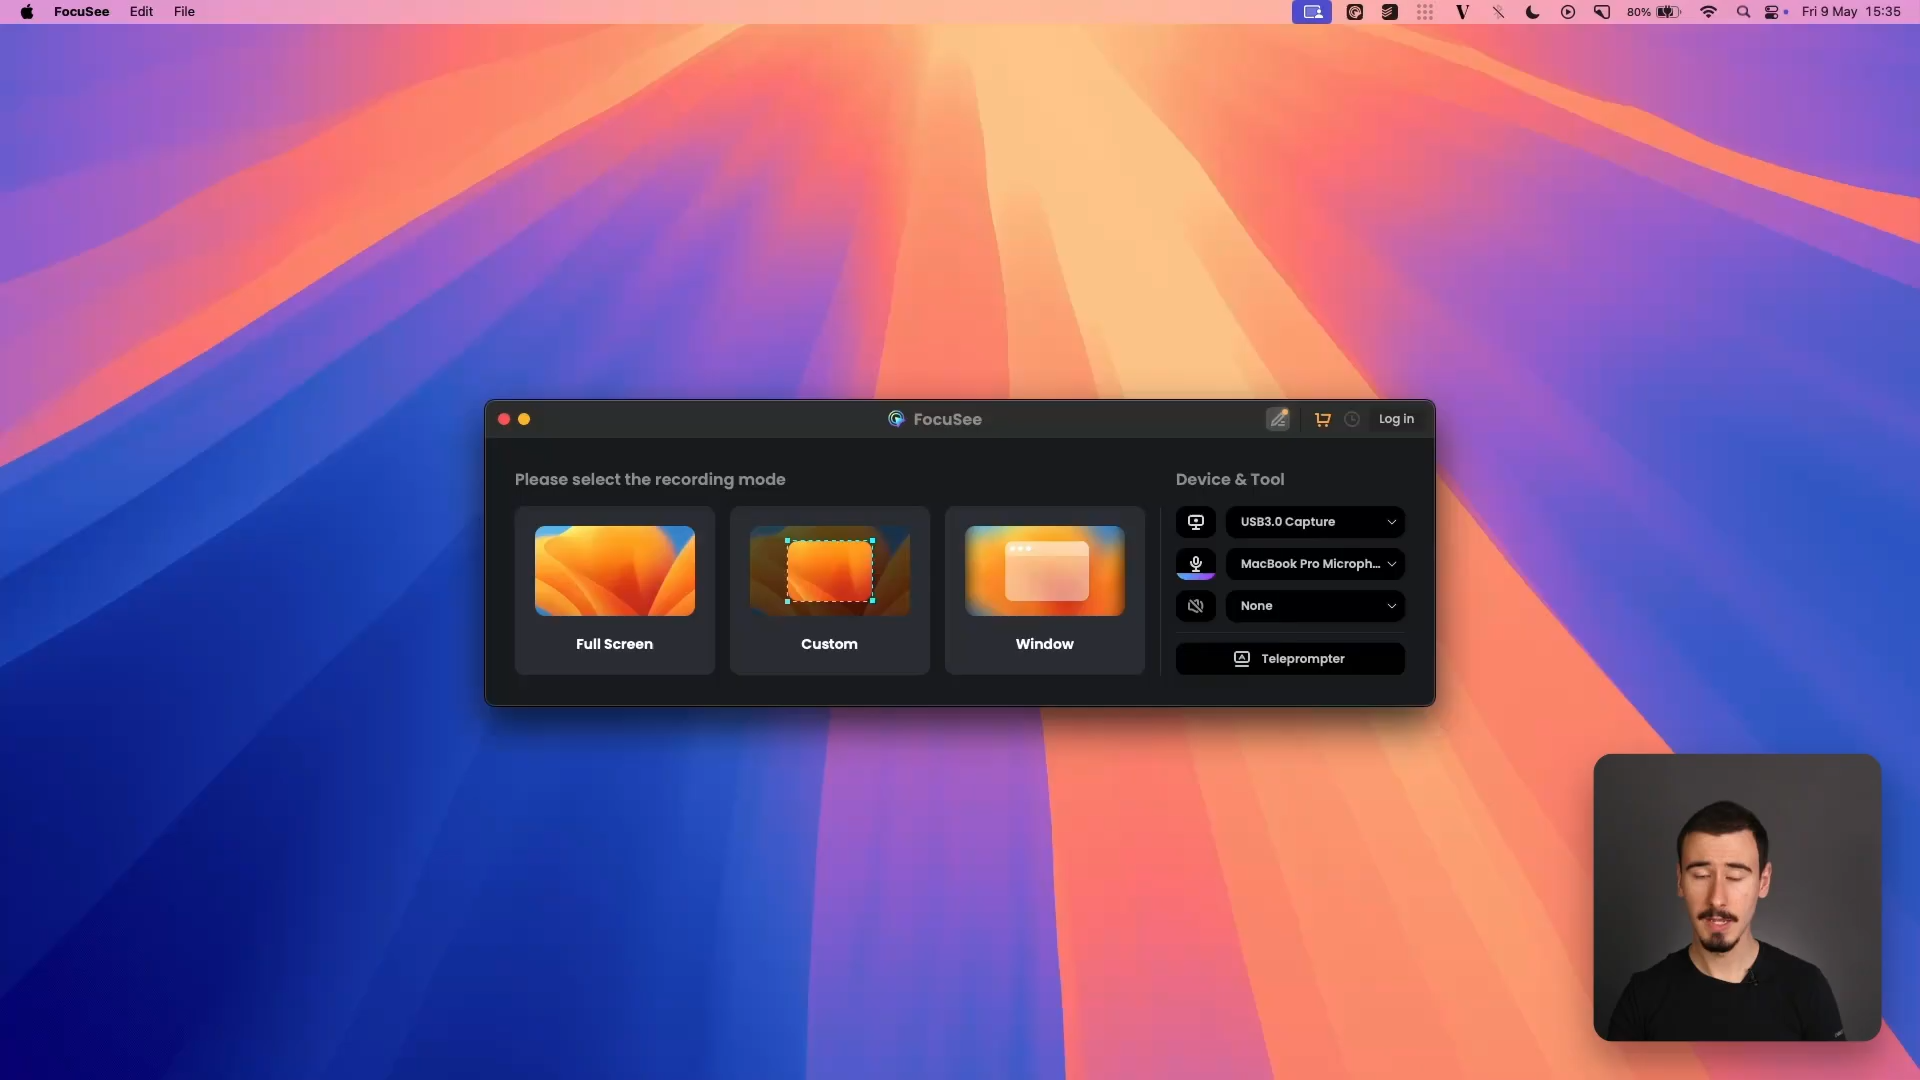 FocuSee Edit File
80%
Fri 9 May 15:35
FocuSee
Log in
Please select the recording mode
Device & Tool
USB3.0 Capture
MacBook Pro Microph...
None
Teleprompter
Full Screen
Custom
Window